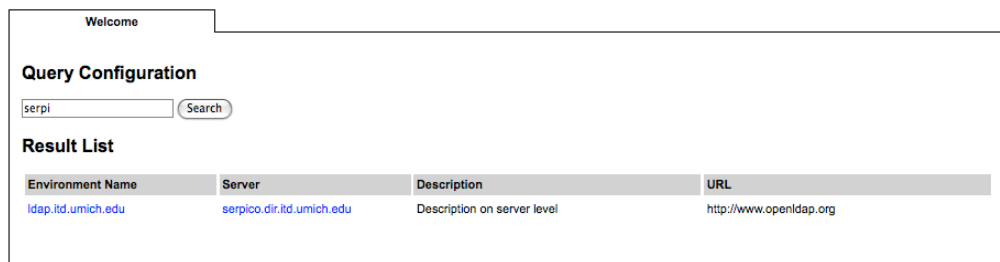 Welcome
Query Configuration
serpi Search
Result List
Environment Name Server Description URL
ldap.itd.umich.edu serpico.dir.itd.umich.edu Description on server level http://www.openldap.org